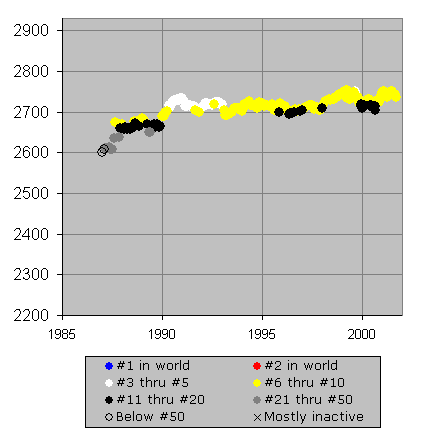 2900
2800
2700
2600
2500
2400
2300
2200
1985 1990 1995 2000
#1 in world #2 in world
#3 thru #5 #6 thru #10
#11 thru #20 #21 thru #50
Below #50 Mostly inactive